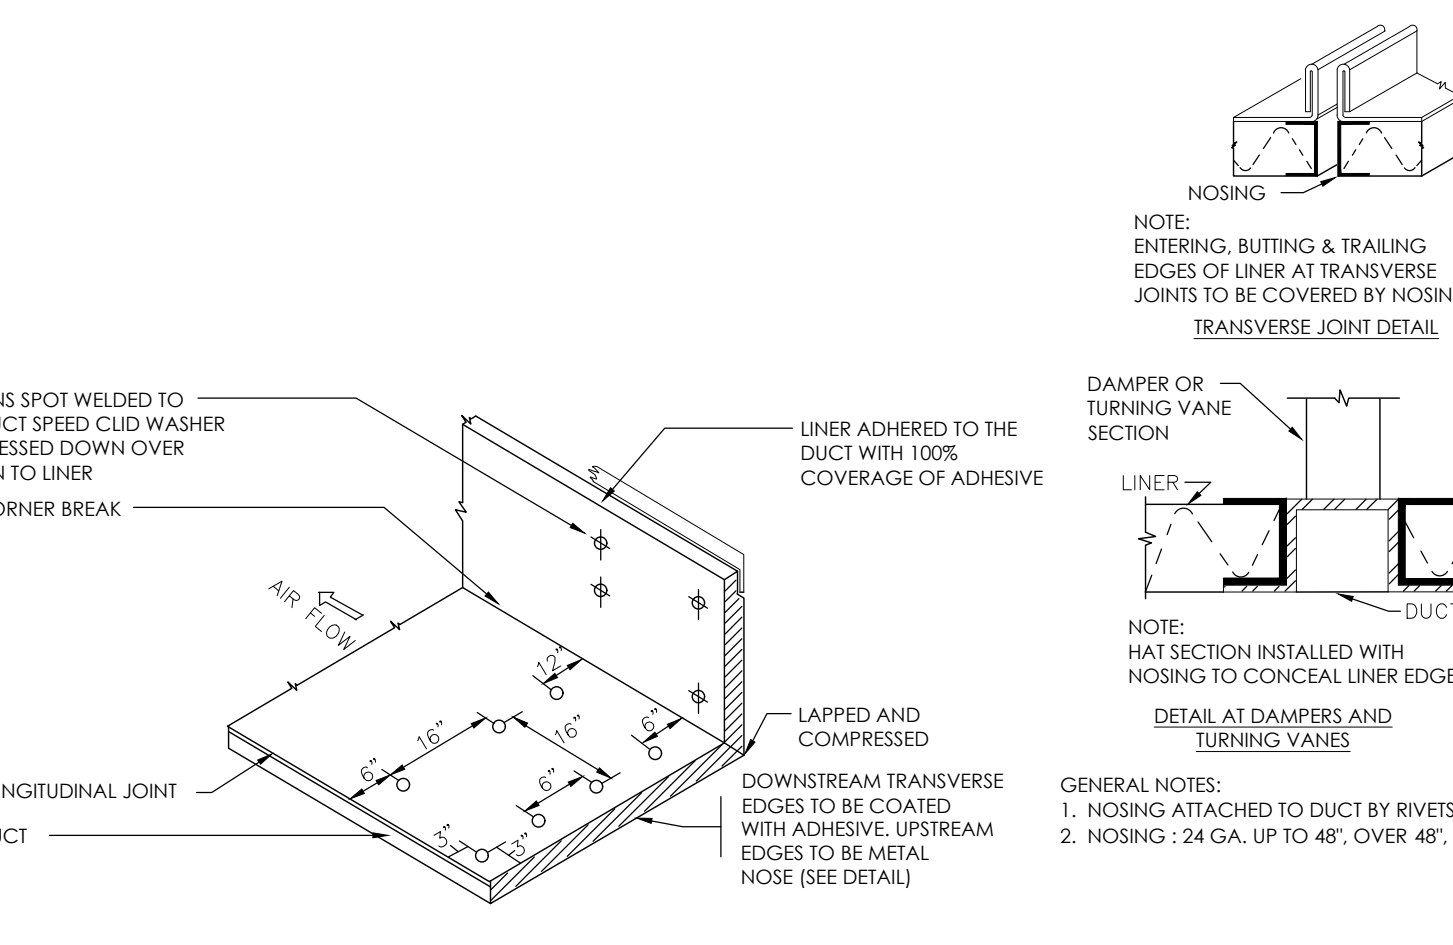 NOSING
NOTE:
ENTERING, BUTTING & TRAILING
EDGES OF LINER AT TRANSVERSE
JOINTS TO BE COVERED BY NOSIN
TRANSVERSE JOINT DETAIL
NS SPOT WELDED TO
UCT SPEED CLID WASHER
ESSED DOWN OVER
N TO LINER
ORNER BREAK
LINER ADHERED TO THE
DUCT WITH 100%
COVERAGE OF ADHESIVE
AIR FLOW
12"
16"
16"
6"
6"
6"
3"
3"
NGITUDINAL JOINT
UCT
LAPPED AND
COMPRESSED
DOWNSTREAM TRANSVERSE
EDGES TO BE COATED
WITH ADHESIVE. UPSTREAM
EDGES TO BE METAL
NOSE (SEE DETAIL)
DAMPER OR
TURNING VANE
SECTION
LINER
DUCT
NOTE:
HAT SECTION INSTALLED WITH
NOSING TO CONCEAL LINER EDGE
DETAIL AT DAMPERS AND
TURNING VANES
GENERAL NOTES:
1. NOSING ATTACHED TO DUCT BY RIVETS
2. NOSING : 24 GA. UP TO 48", OVER 48",